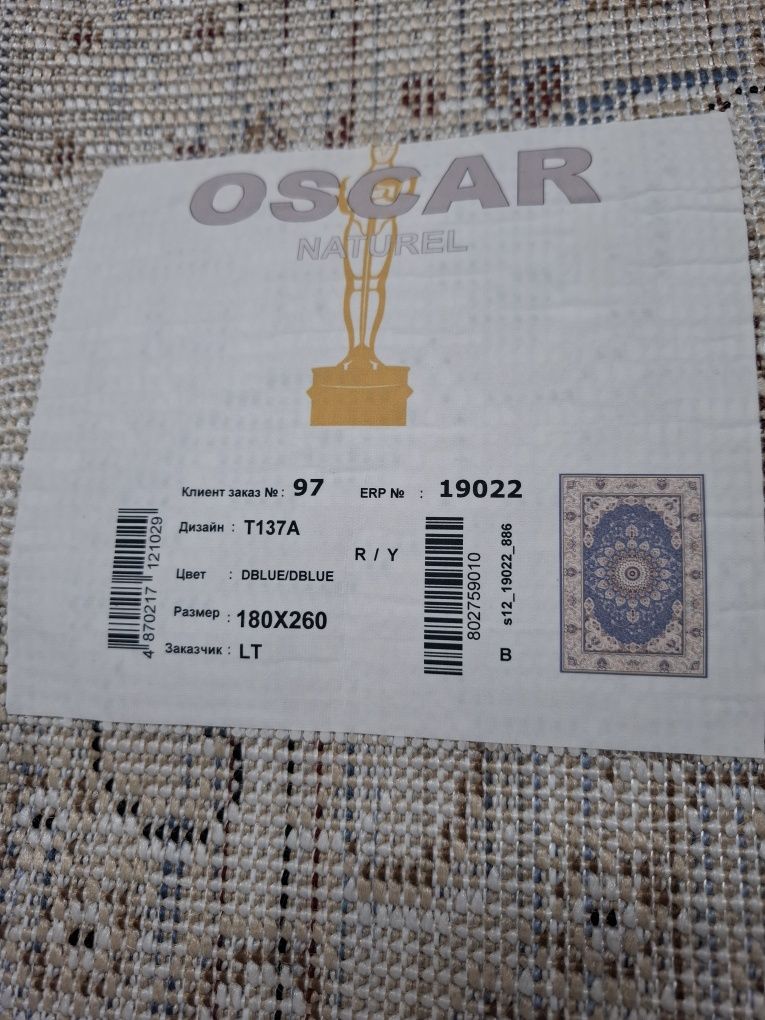 OSCAR
NATUREL
Клиент заказ № : 97 ERP № : 19022
Дизайн : T137A
R / Y
Цвет : DBLUE/DBLUE
Размер : 180X260
Заказчик : LT
4 870217 121029
802759010
s12_19022_886
B